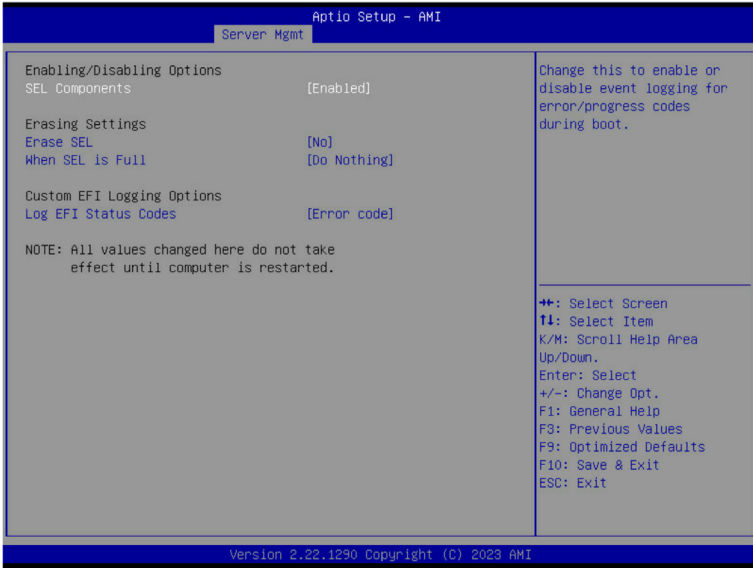 Aptio Setup – AMI
Server Mgmt
Enabling/Disabling Options
SEL Components [Enabled]
Erasing Settings
Erase SEL [No]
When SEL is Full [Do Nothing]
Custom EFI Logging Options
Log EFI Status Codes [Error code]
NOTE: All values changed here do not take
effect until computer is restarted.
Change this to enable or
disable event logging for
error/progress codes
during boot.
→←: Select Screen
↑↓: Select Item
K/M: Scroll Help Area
Up/Down.
Enter: Select
+/-: Change Opt.
F1: General Help
F3: Previous Values
F9: Optimized Defaults
F10: Save & Exit
ESC: Exit
Version 2.22.1290 Copyright (C) 2023 AMI